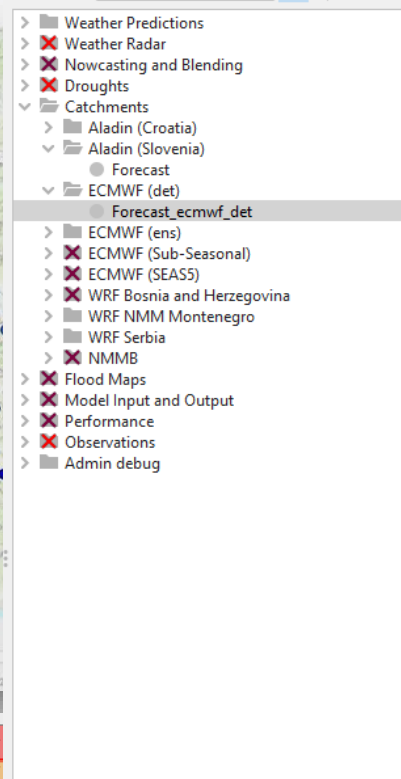 Weather Predictions
Weather Radar
Nowcasting and Blending
Droughts
Catchments
Aladin (Croatia)
Aladin (Slovenia)
Forecast
ECMWF (det)
Forecast_ecmwf_det
ECMWF (ens)
ECMWF (Sub-Seasonal)
ECMWF (SEAS5)
WRF Bosnia and Herzegovina
WRF NMM Montenegro
WRF Serbia
NMMB
Flood Maps
Model Input and Output
Performance
Observations
Admin debug